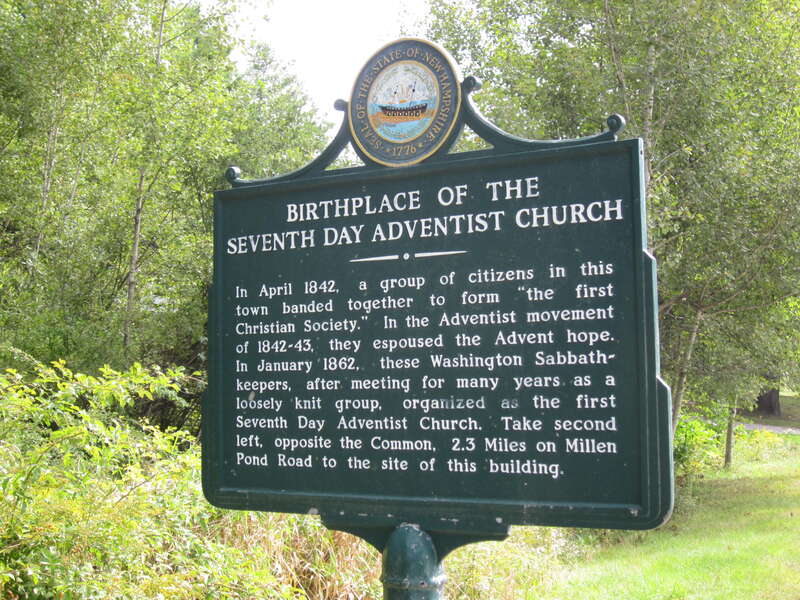 SEAL·OF·THE·STATE·OF·NEW HAMPSHIRE
*1776*
BIRTHPLACE OF THE
SEVENTH DAY ADVENTIST CHURCH
In April 1842, a group of citizens in this
town banded together to form "the first
Christian Society." In the Adventist movement
of 1842-43, they espoused the Advent hope.
In January 1862, these Washington Sabbath-
keepers, after meeting for many years as a
loosely knit group, organized as the first
Seventh Day Adventist Church. Take second
left, opposite the Common, 2.3 Miles on Millen
Pond Road to the site of this building.